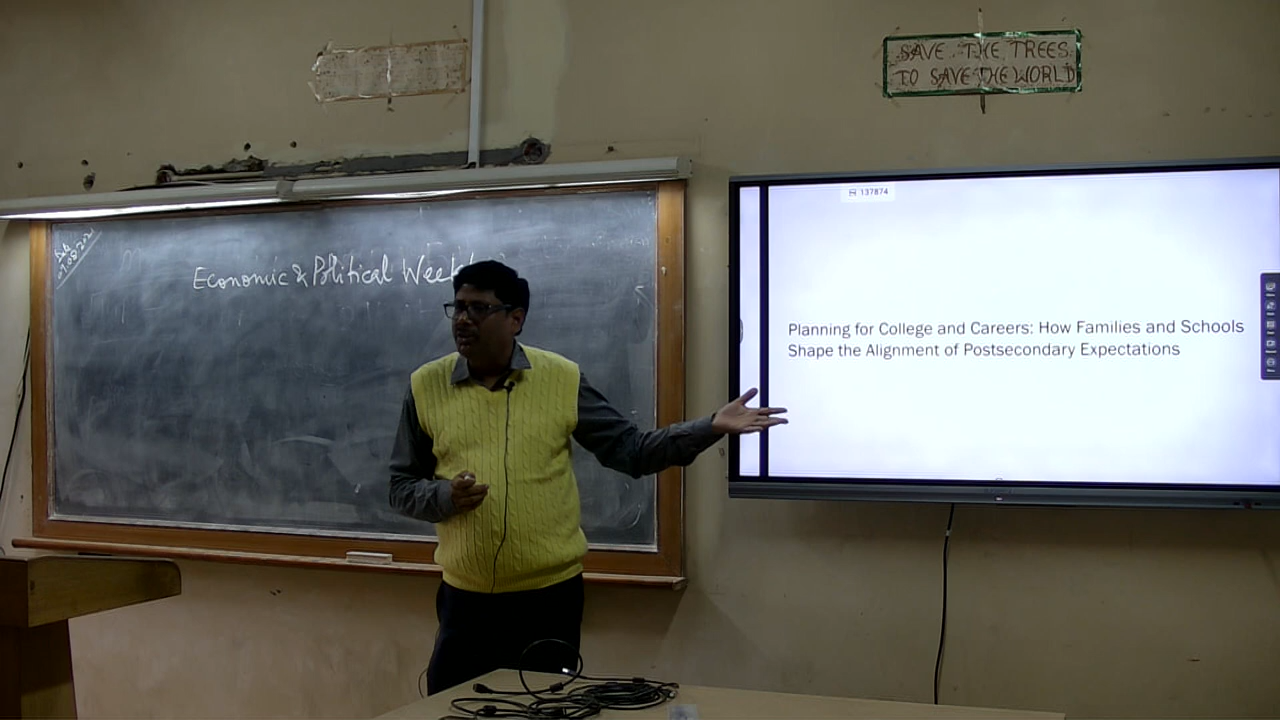 SAVE THE TREES
TO SAVE THE WORLD
Date
Economic & Political Week
137874
Planning for College and Careers: How Families and Schools
Shape the Alignment of Postsecondary Expectations